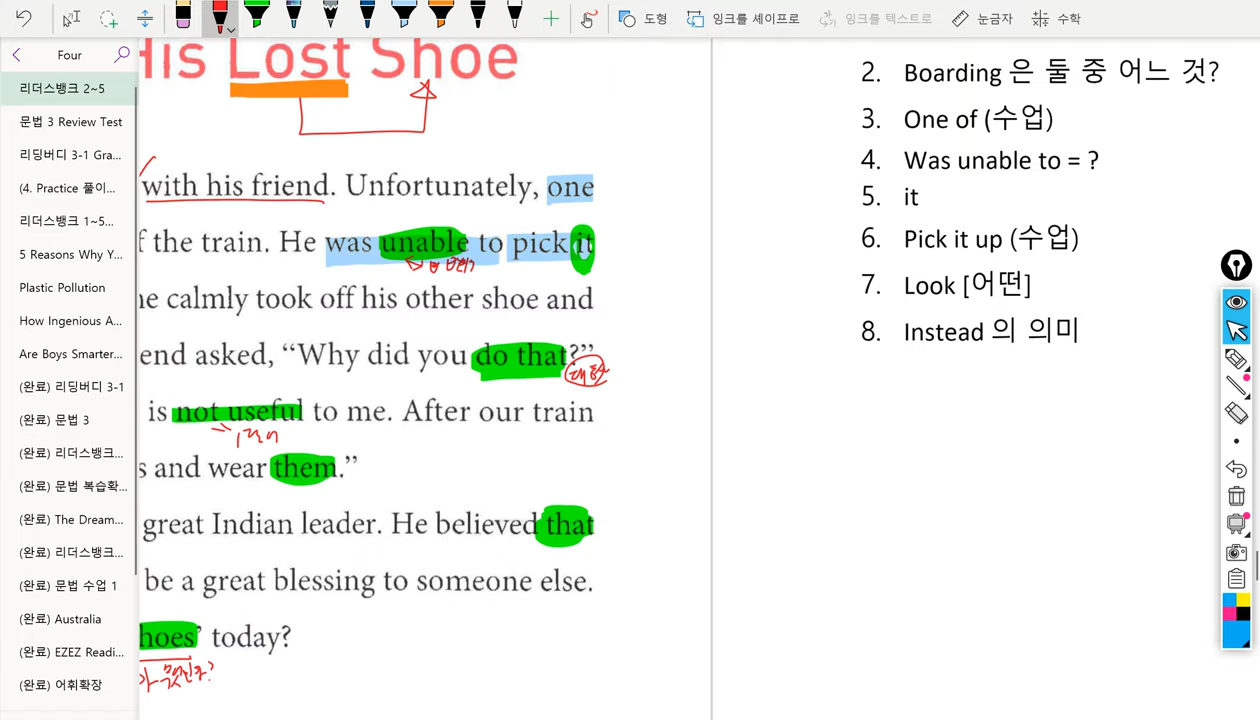 도형
잉크를 셰이프로
잉크를 텍스트로
눈금자
수학
Four
리더스뱅크 2~5
문법 3 Review Test
리딩버디 3-1 Gra...
(4. Practice 풀이...
리더스뱅크 1~5...
5 Reasons Why Y...
Plastic Pollution
How Ingenious A...
Are Boys Smarter...
(완료) 리딩버디 3-1
(완료) 문법 3
(완료) 리더스뱅크...
(완료) 문법 복습확...
(완료) The Dream...
(완료) 리더스뱅크...
(완료) 문법 수업 1
(완료) Australia
(완료) EZEZ Readi...
(완료) 어휘확장
His Lost Shoe
with his friend. Unfortunately, one
f the train. He was unable to pick it
he calmly took off his other shoe and
end asked, “Why did you do that?”
is not useful to me. After our train
s and wear them.”
great Indian leader. He believed that
be a great blessing to someone else.
hoes’ today?
2. Boarding 은 둘 중 어느 것?
3. One of (수업)
4. Was unable to = ?
5. it
6. Pick it up (수업)
7. Look [어떤]
8. Instead 의 의미